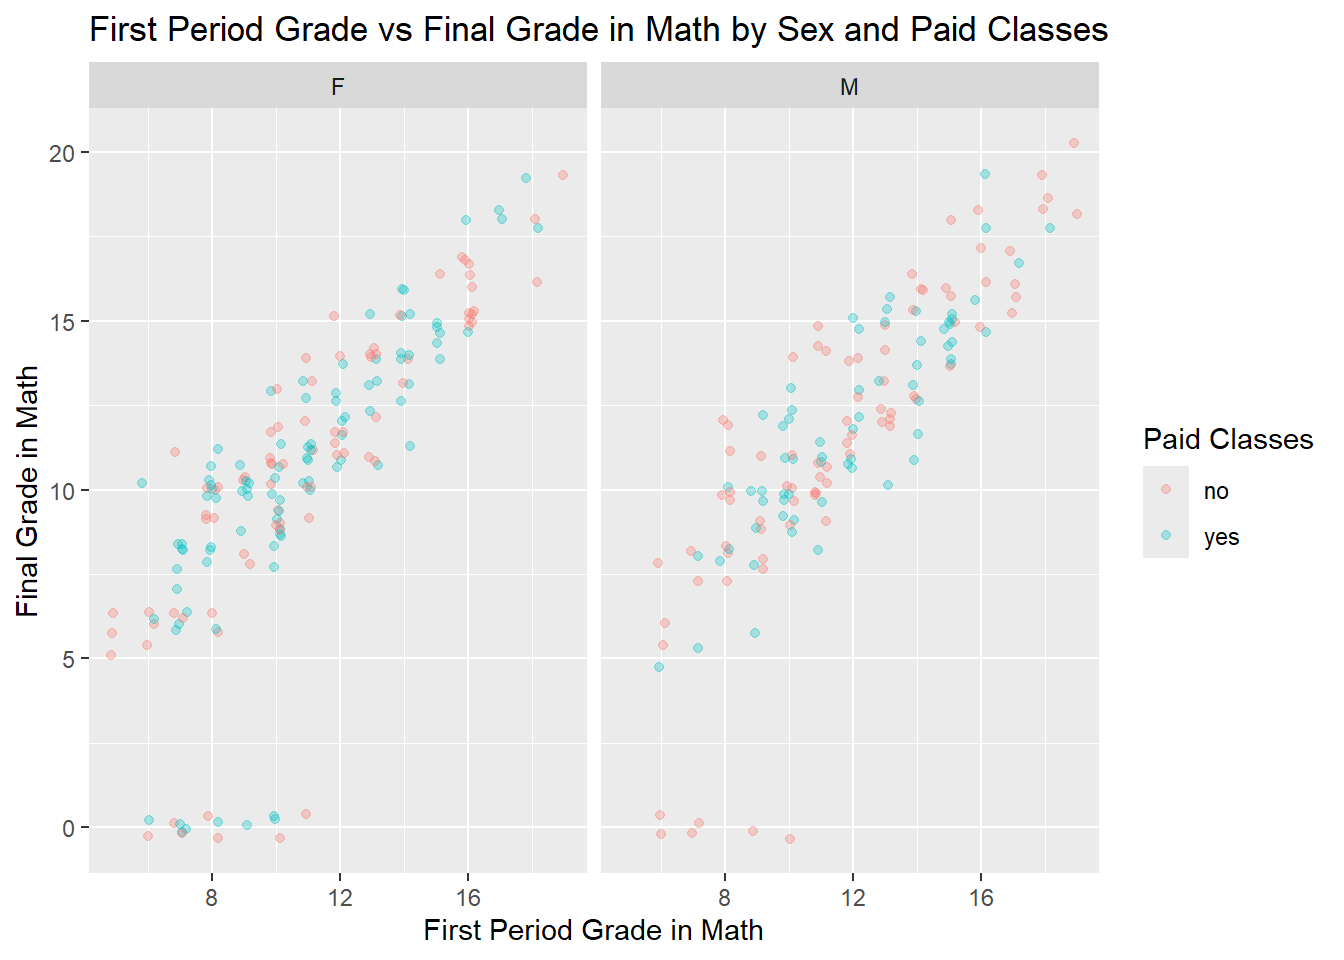 First Period Grade vs Final Grade in Math by Sex and Paid Classes
F
M
20
15
10
5
0
Final Grade in Math
8
12
16
8
12
16
First Period Grade in Math
Paid Classes
no
yes